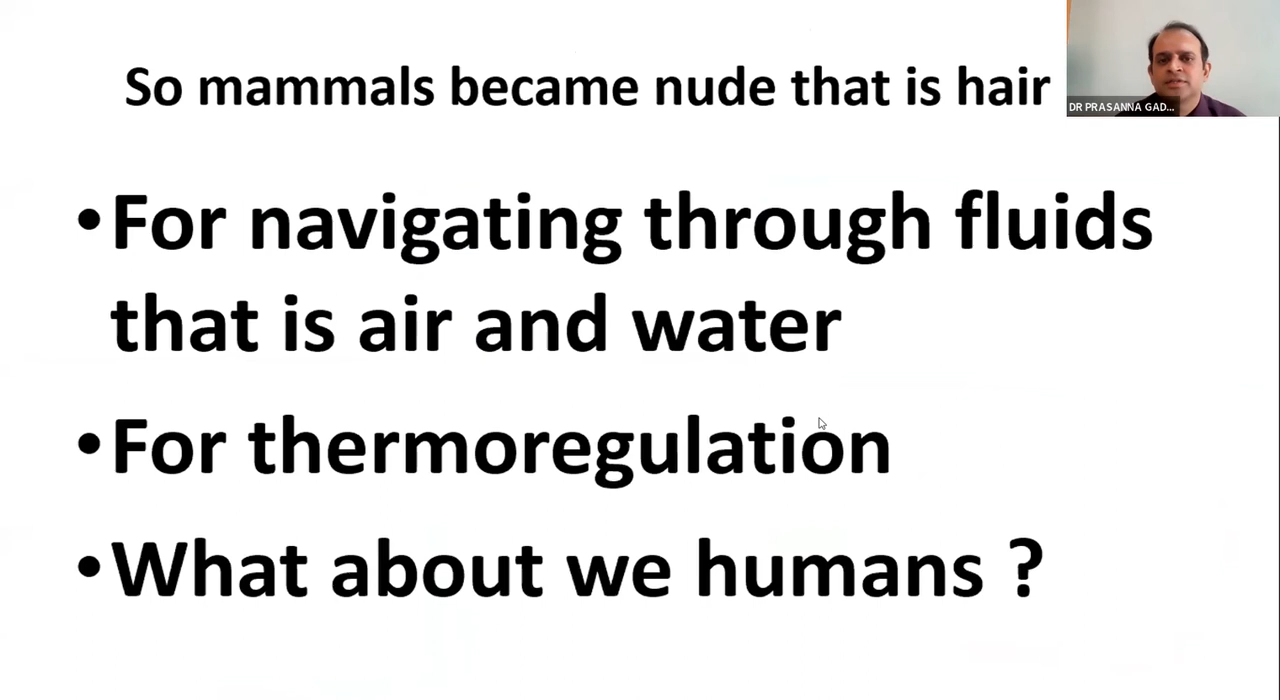 So mammals became nude that is hair
DR PRASANNA GAD...
•For navigating through fluids
that is air and water
•For thermoregulation
•What about we humans ?